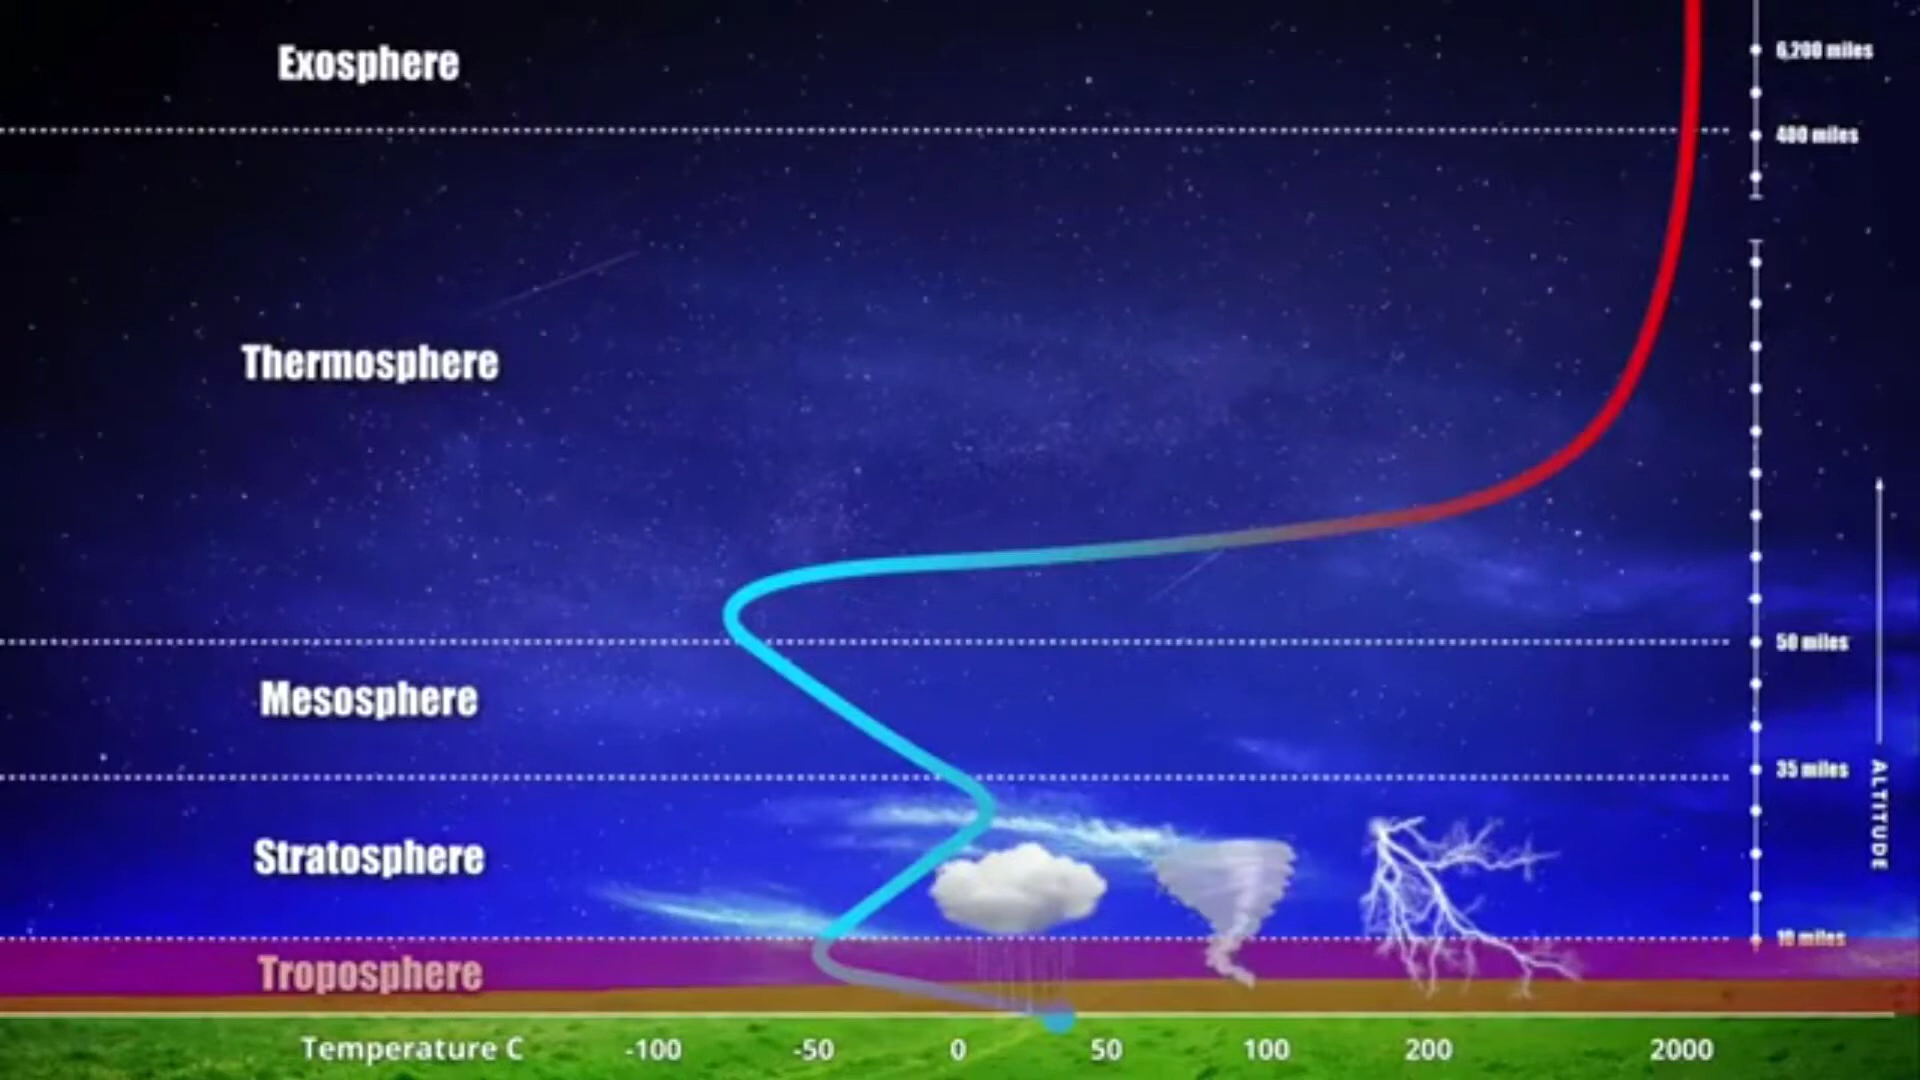 Exosphere
6,200 miles
400 miles
Thermosphere
50 miles
Mesosphere
35 miles
ALTITUDE
Stratosphere
10 miles
Troposphere
Temperature C -100 -50 0 50 100 200 2000